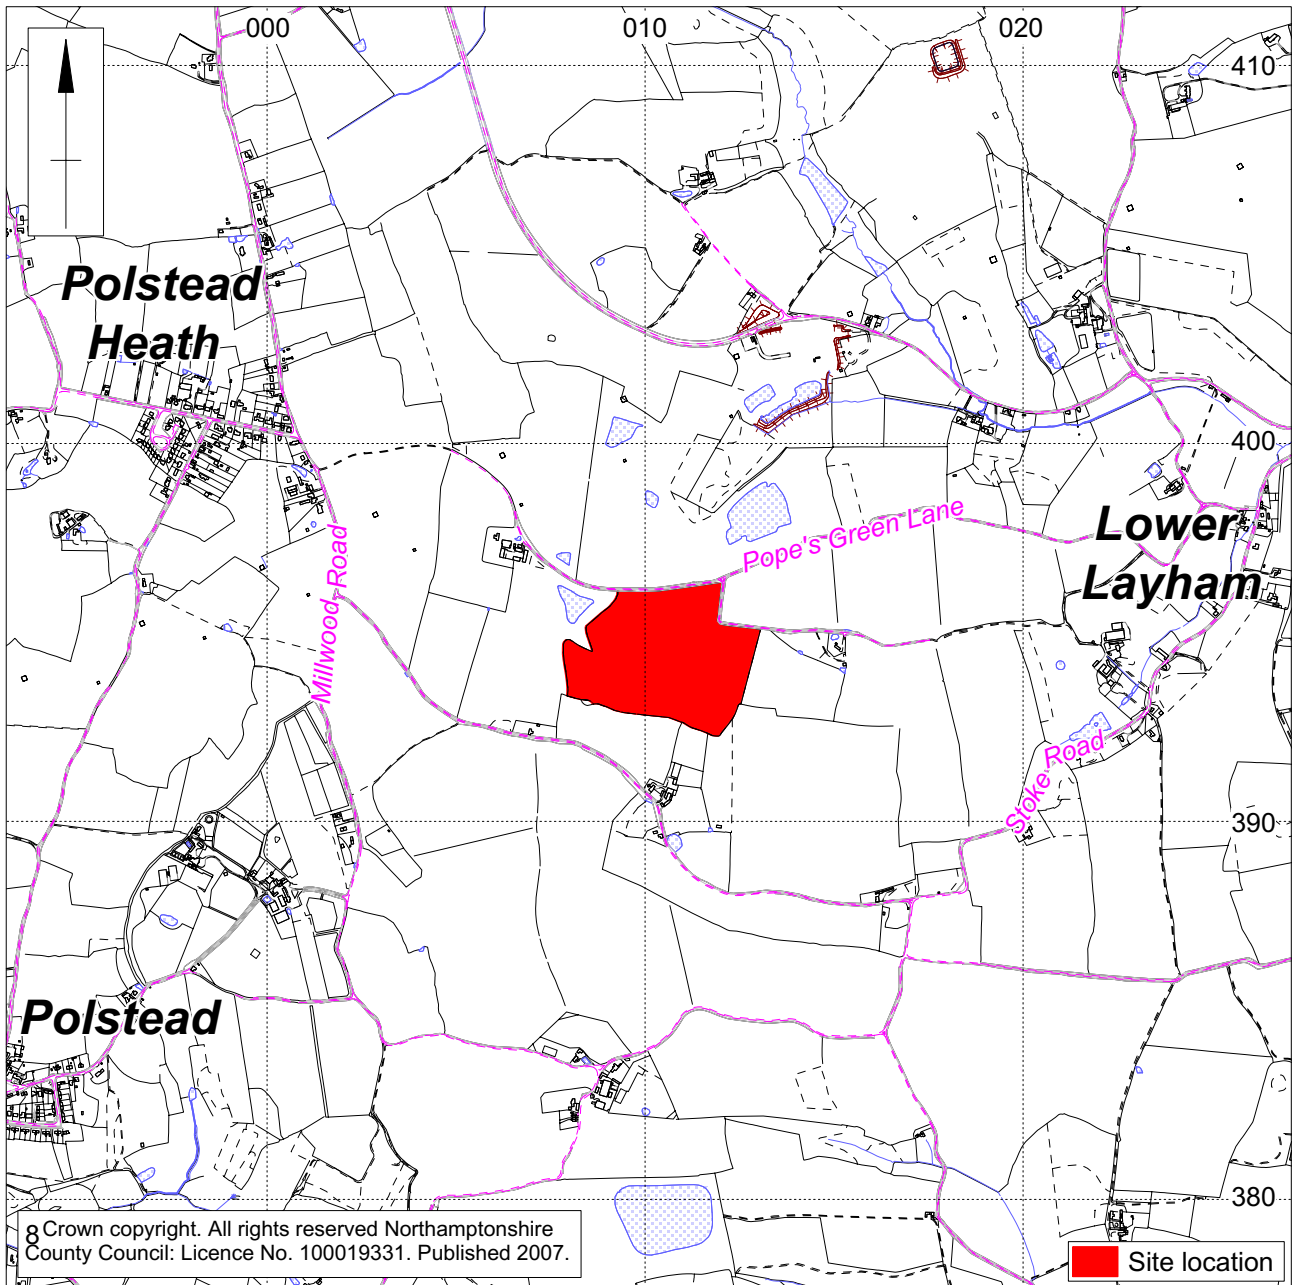 000
010
020
410
Polstead
Heath
400
Pope's Green Lane
Lower
Layham
Millwood Road
Stoke Road
390
Polstead
380
8 Crown copyright. All rights reserved Northamptonshire
County Council: Licence No. 100019331. Published 2007.
Site location